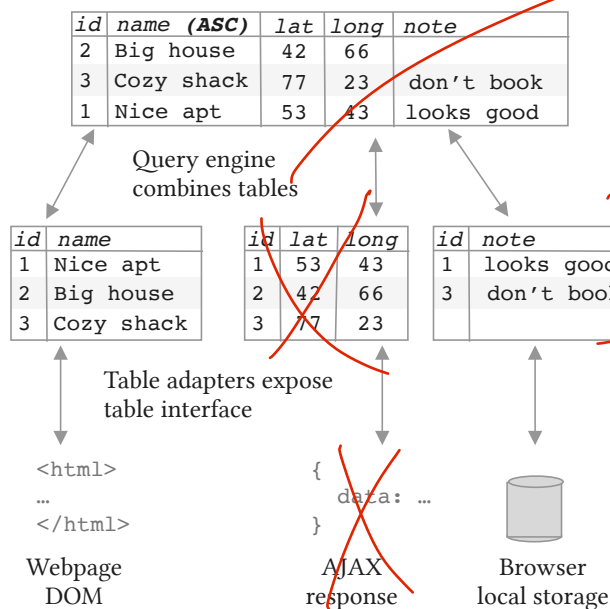 id name (ASC) lat long note
2 Big house 42 66
3 Cozy shack 77 23 don't book
1 Nice apt 53 43 looks good
Query engine
combines tables
id name
1 Nice apt
2 Big house
3 Cozy shack
id lat long
1 53 43
2 42 66
3 77 23
id note
1 looks good
3 don't book
Table adapters expose
table interface
<html>
…
</html>
Webpage
DOM
{
data: …
}
AJAX
response
Browser
local storage